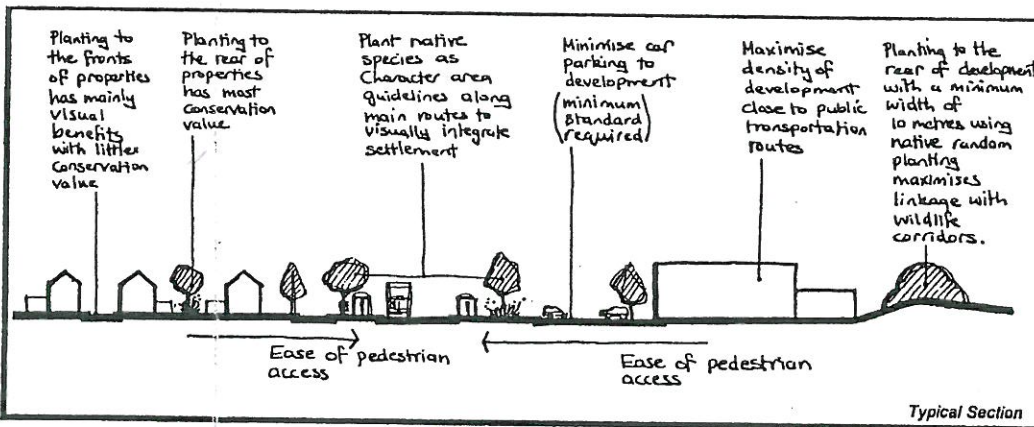 Planting to
the fronts
of properties
has mainly
visual
benefits
with littler
conservation
value
Planting to
the rear of
properties
has most
conservation
value
Plant native
species as
Character area
guidelines along
main routes to
visually integrate
settlement
Minimise car
parking to
development
(minimum
standard
required)
Maximise
density of
development
close to public
transportation
routes
Planting to the
rear of development
with a minimum
width of
10 metres using
native random
planting
maximises
linkage with
wildlife
corridors.
Ease of pedestrian
access
Ease of pedestrian
access
Typical Section